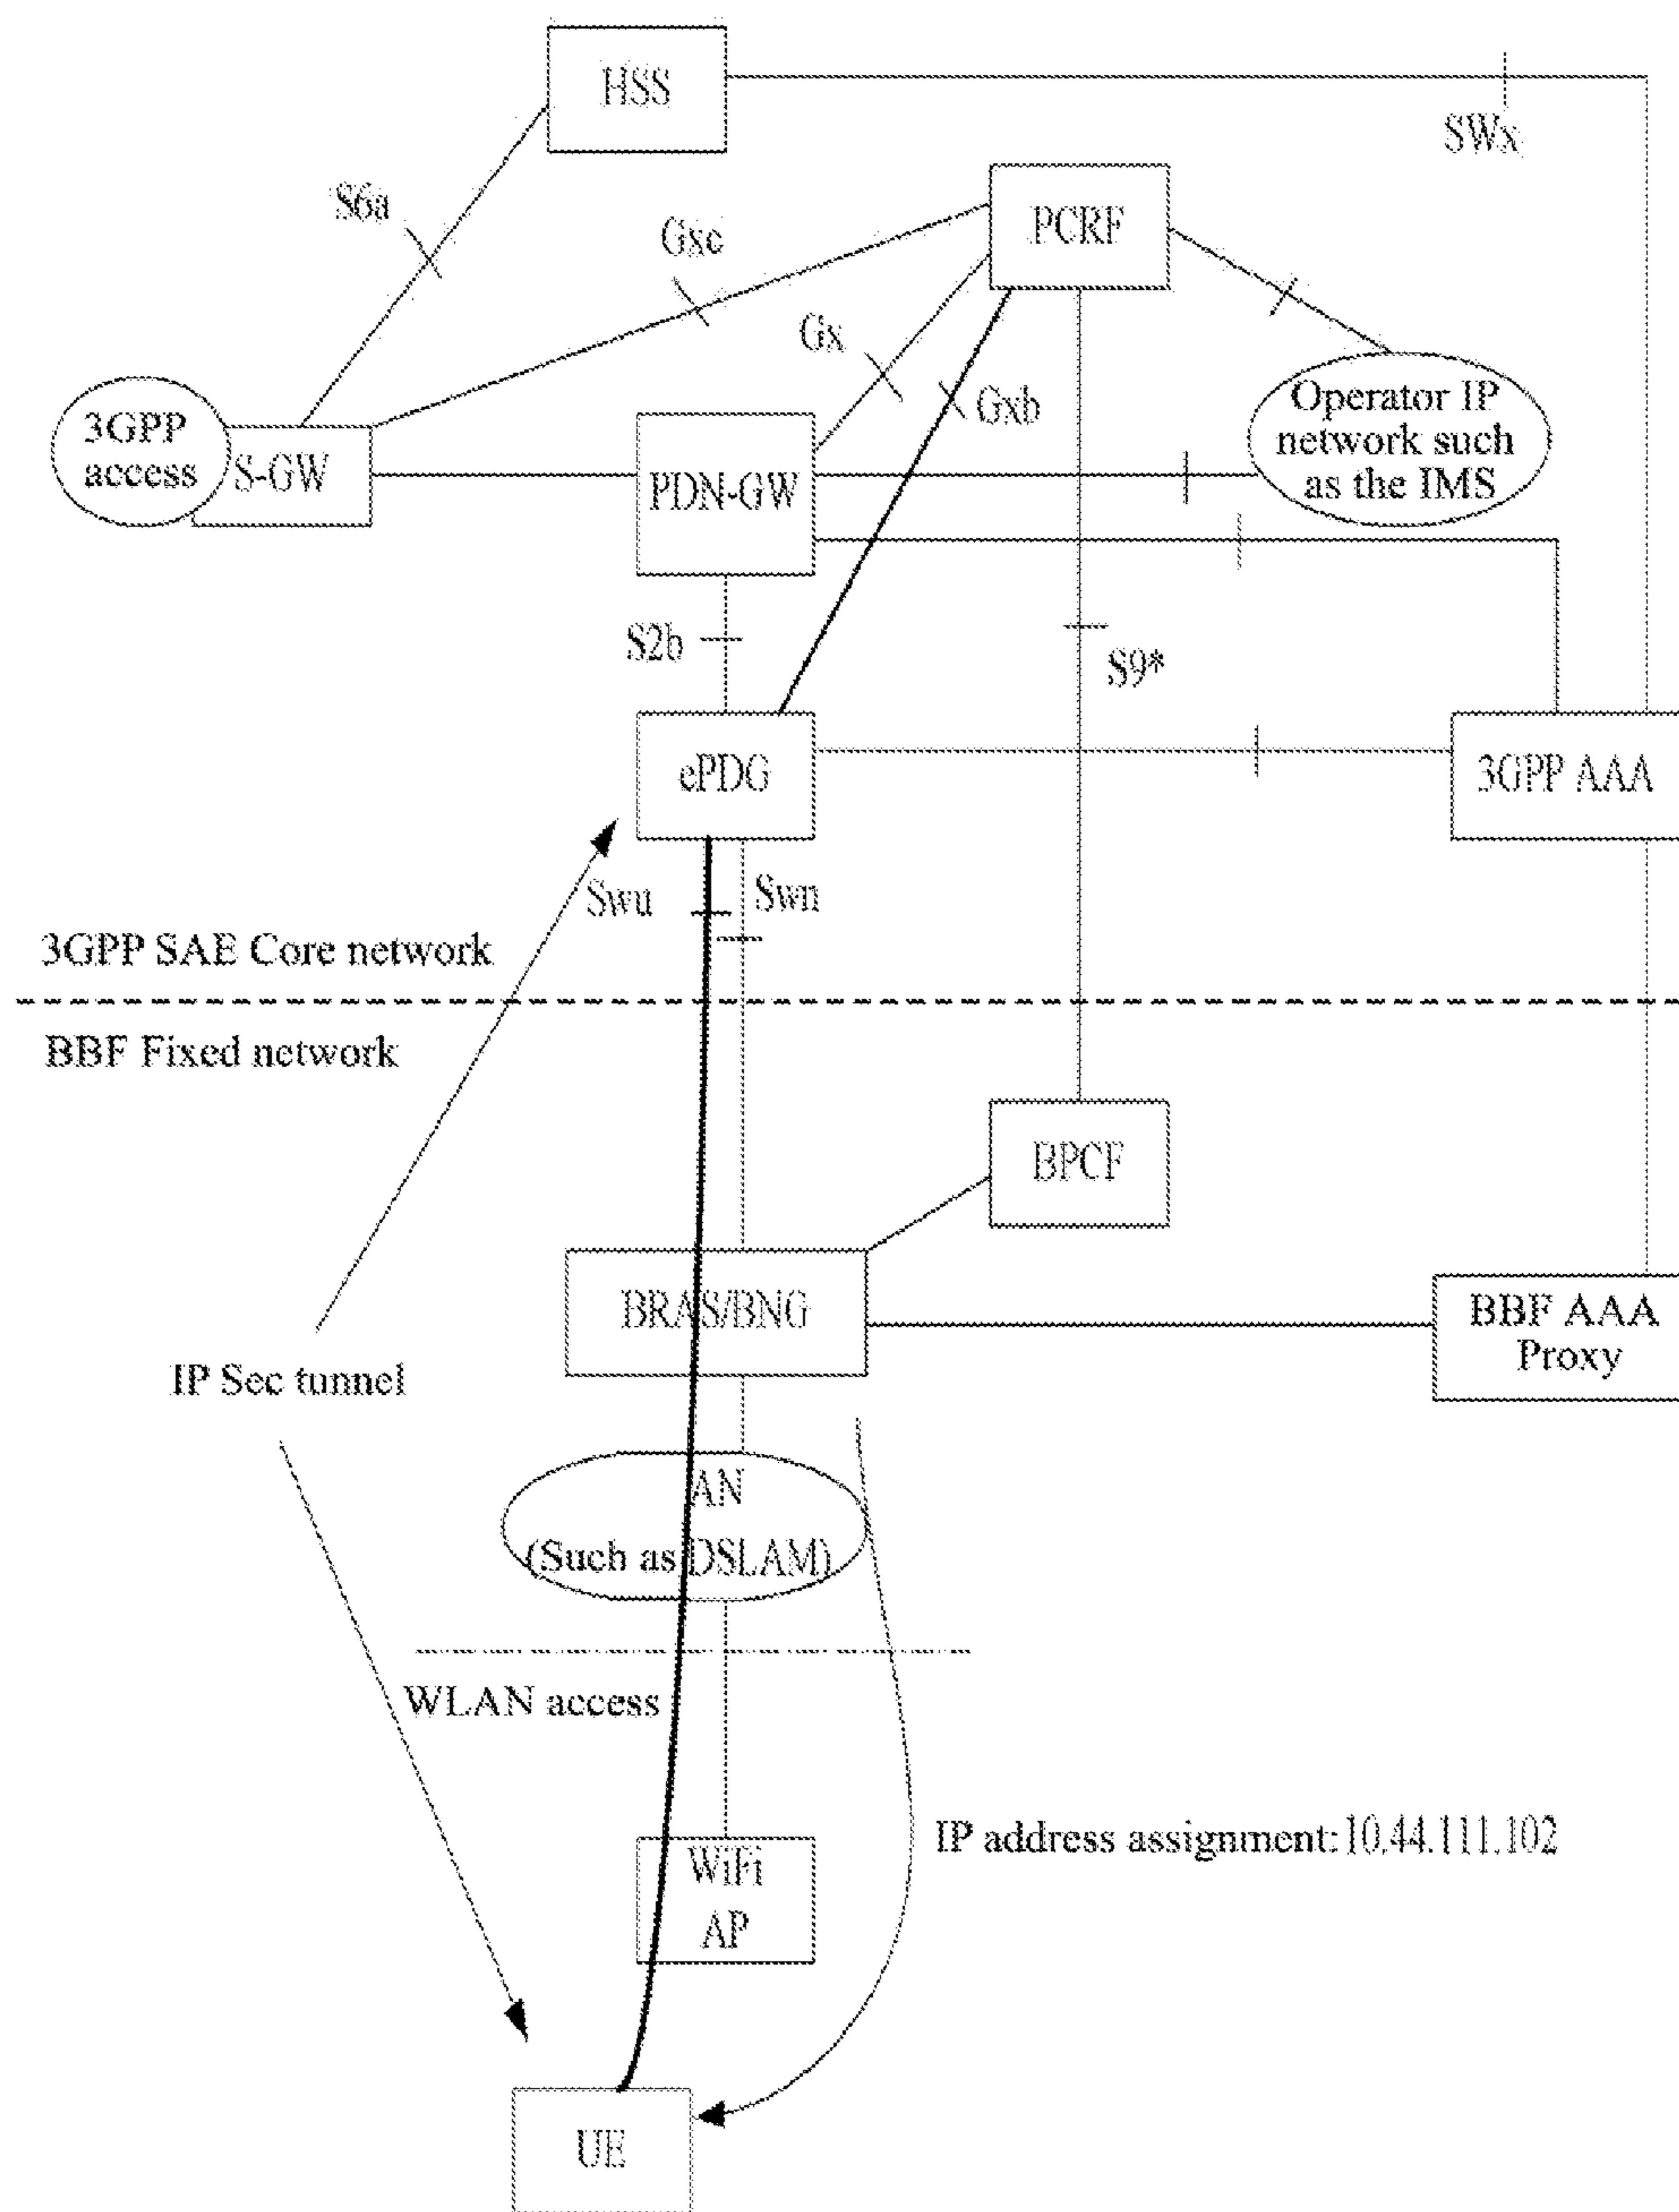 HSS
SWx
S6a
PCRF
Gxc
Gx
Gxb
3GPP
access
S-GW
PDN-GW
Operator IP
network such
as the IMS
S2b
S9*
ePDG
3GPP AAA
Swu
Swn
3GPP SAE Core network
BBF Fixed network
BPCF
BRAS/BNG
BBF AAA
Proxy
IP Sec tunnel
AN
(Such as DSLAM)
WLAN access
IP address assignment:10.44.111.102
WiFi
AP
UE